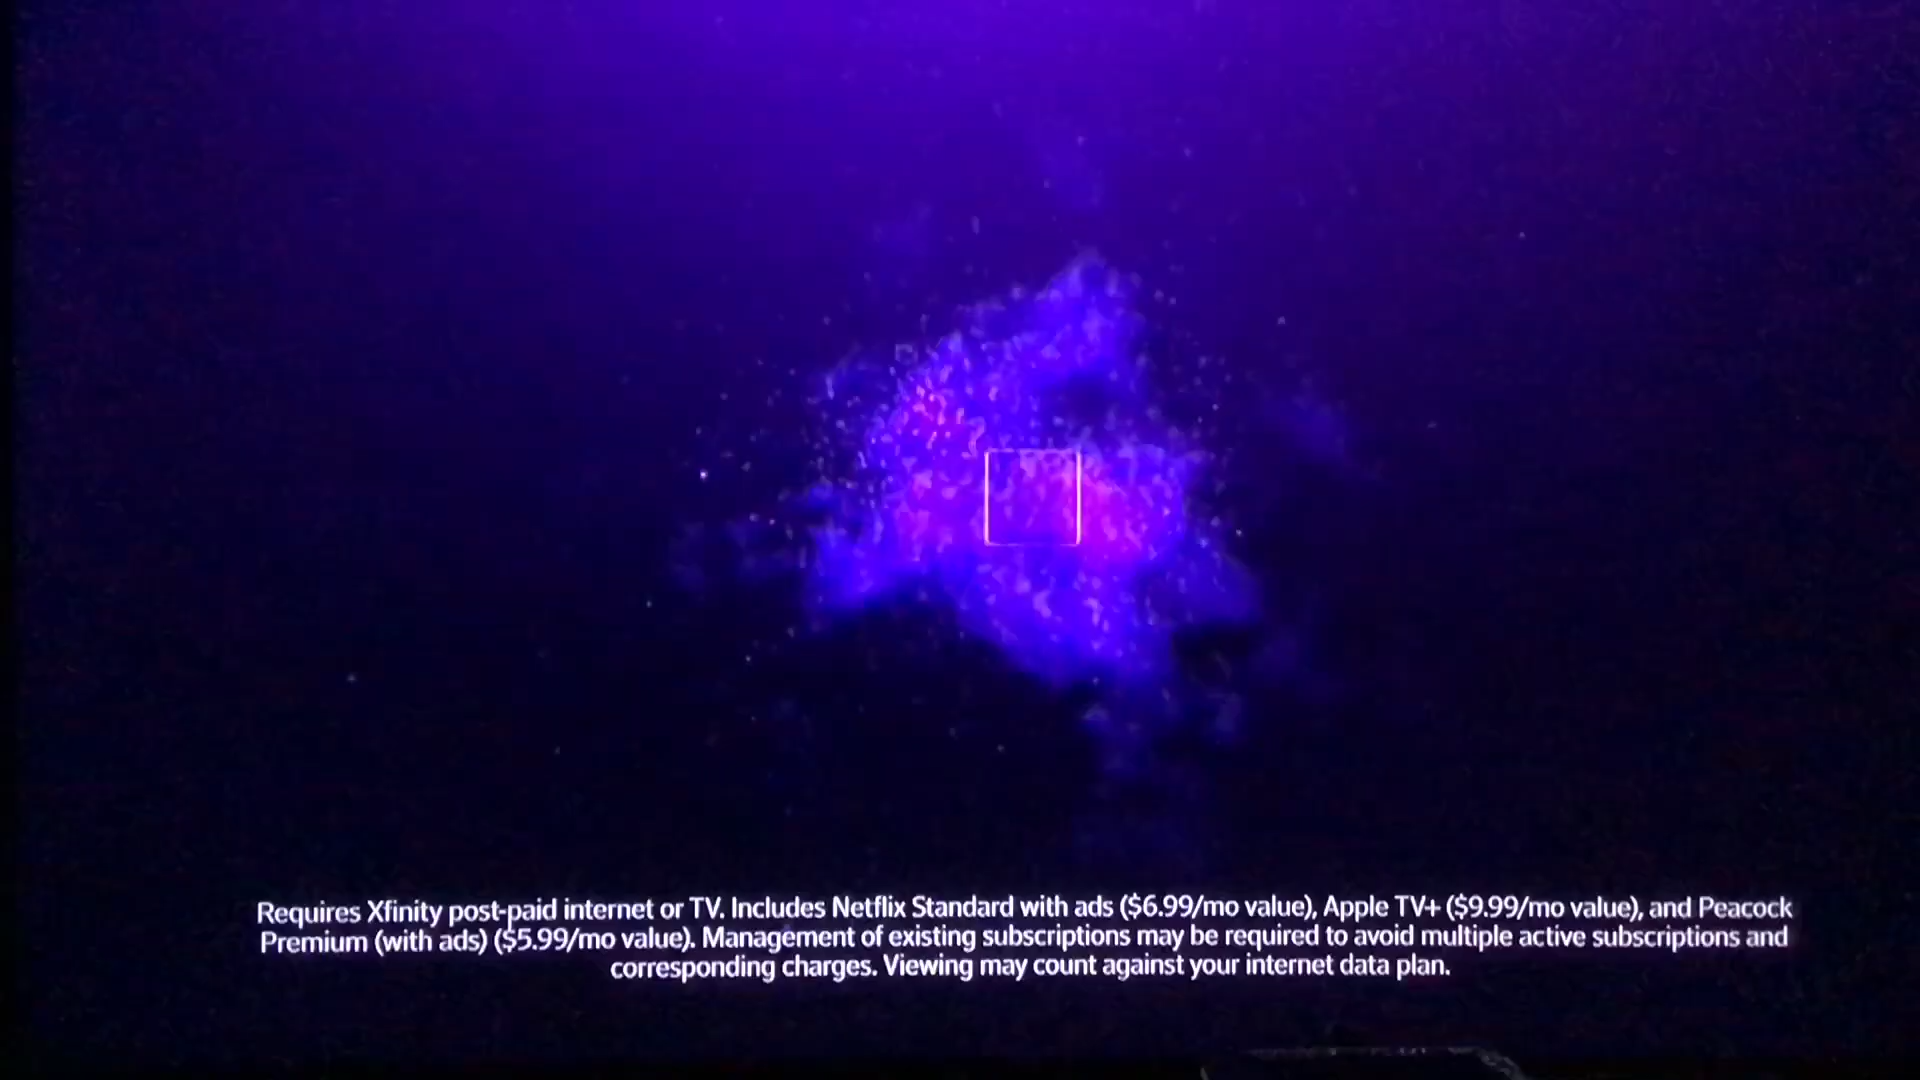 Requires Xfinity post-paid internet or TV. Includes Netflix Standard with ads ($6.99/mo value), Apple TV+ ($9.99/mo value), and Peacock
Premium (with ads) ($5.99/mo value). Management of existing subscriptions may be required to avoid multiple active subscriptions and
corresponding charges. Viewing may count against your internet data plan.